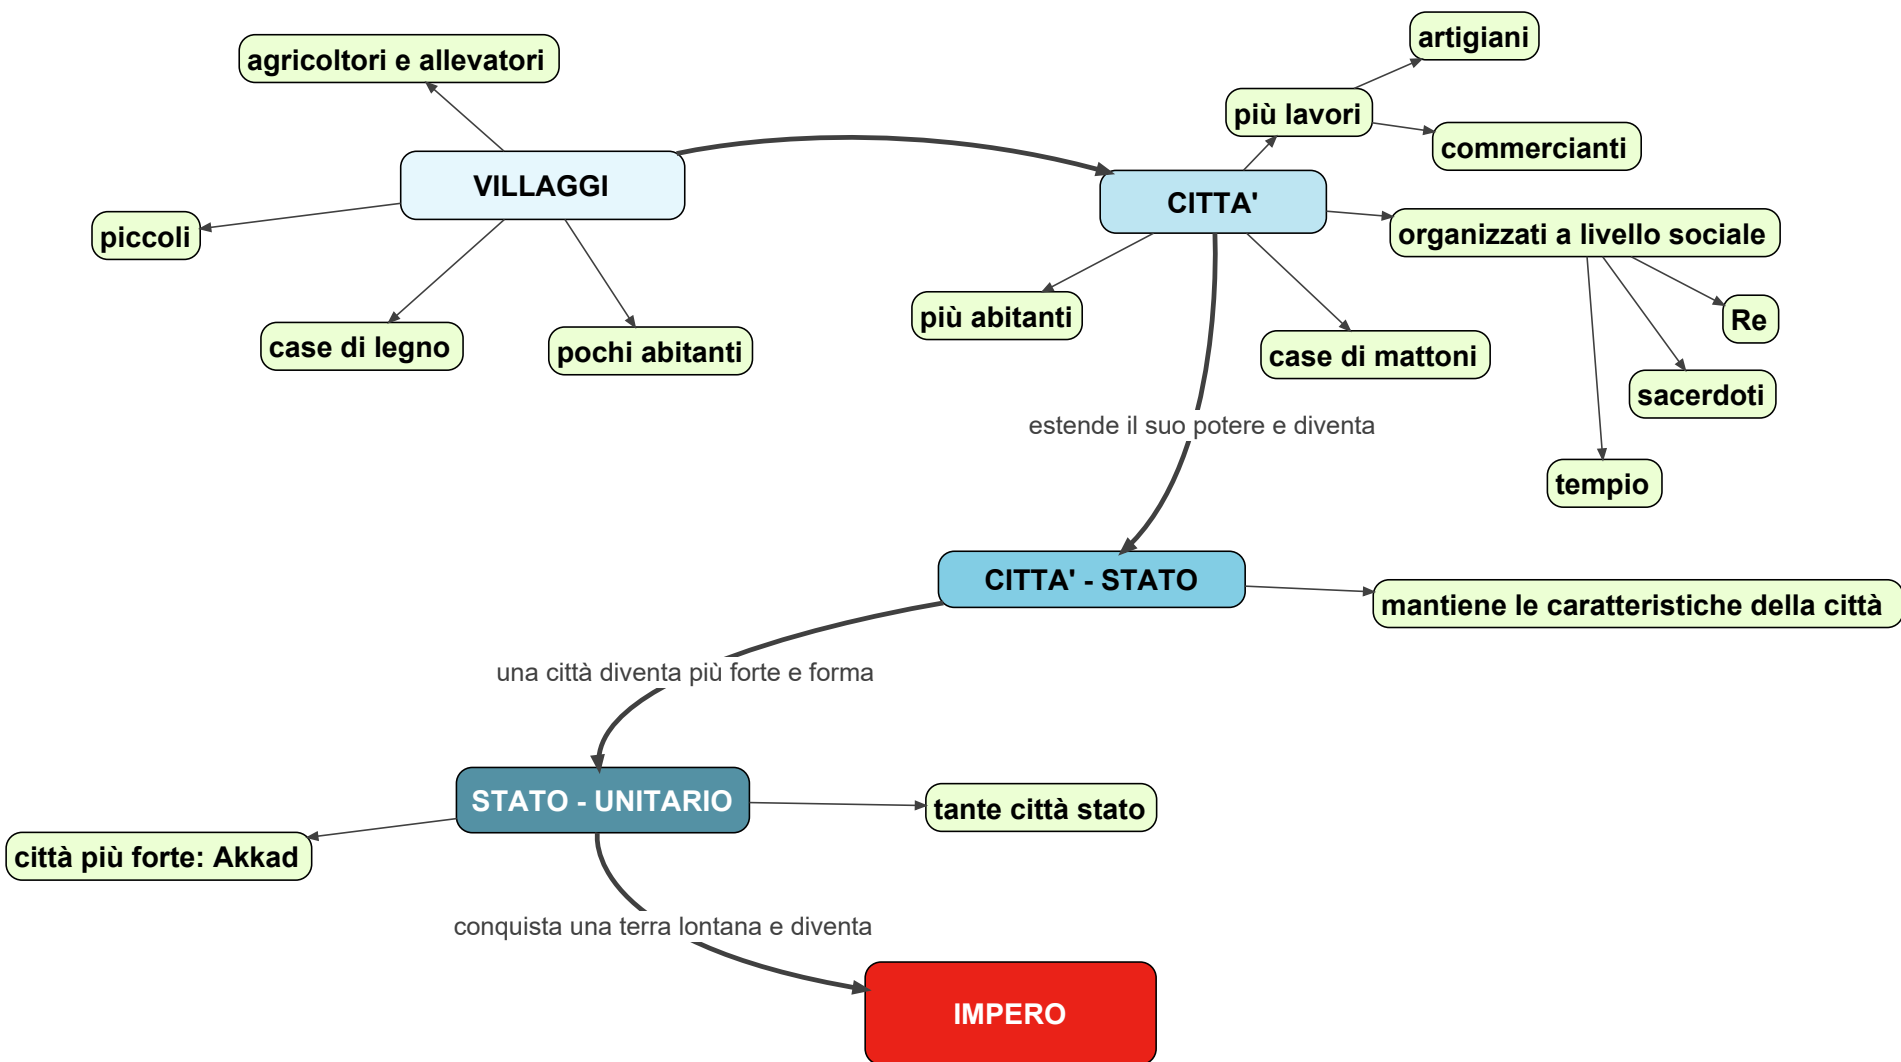 artigiani
agricoltori e allevatori
più lavori
commercianti
VILLAGGI
CITTA'
piccoli
organizzati a livello sociale
più abitanti
Re
case di legno
pochi abitanti
case di mattoni
sacerdoti
estende il suo potere e diventa
tempio
CITTA' - STATO
mantiene le caratteristiche della città
una città diventa più forte e forma
STATO - UNITARIO
tante città stato
città più forte: Akkad
conquista una terra lontana e diventa
IMPERO